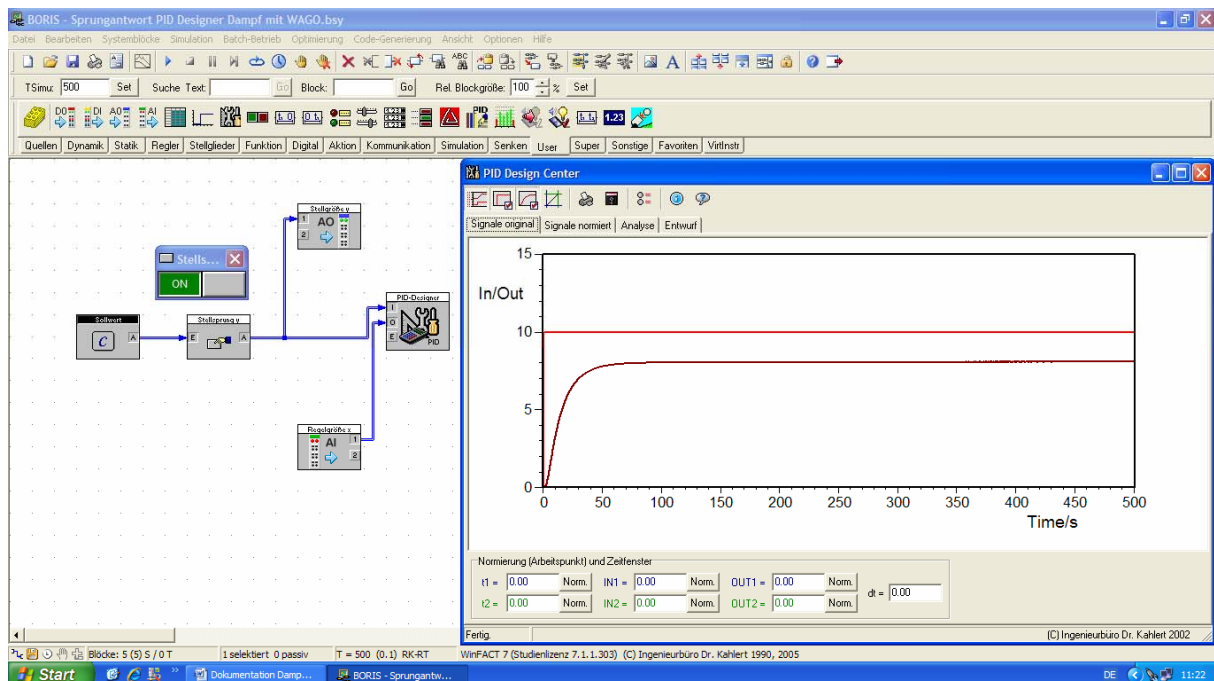 BORIS - Sprungantwort PID Designer Dampf mit WAGO.bsy
Datei Bearbeiten Systemblöcke Simulation Batch-Betrieb Optimierung Code-Generierung Ansicht Optionen Hilfe
TSimu: 500 Set Suche Text: Go Block: Go Rel. Blockgröße: 100 % Set
Quellen Dynamik Statik Regler Stellglieder Funktion Digital Aktion Kommunikation Simulation Senken User Super Sonstige Favoriten VirtInstr
Stellgröße y
1 AO
2
Stells...
ON
Sollwert
C A
Stellsprung y
E A
PID-Designer
I
O
E PID
Regelgröße x
AI 1
2
PID Design Center
Signale original Signale normiert Analyse Entwurf
In/Out
15
10
5
0
0 50 100 150 200 250 300 350 400 450 500
Time/s
Normierung (Arbeitspunkt) und Zeitfenster
t1 = 0.00 Norm. IN1 = 0.00 Norm. OUT1 = 0.00 Norm. dt = 0.00
t2 = 0.00 Norm. IN2 = 0.00 Norm. OUT2 = 0.00 Norm.
Fertig. (C) Ingenieurbüro Dr. Kahlert 2002
Blöcke: 5 (5) S / 0 T 1 selektiert 0 passiv T = 500 (0.1) RK-RT WinFACT 7 (Studienlizenz 7.1.1.303) (C) Ingenieurbüro Dr. Kahlert 1990, 2005
Start Dokumentation Damp... BORIS - Sprungantw... DE 11:22